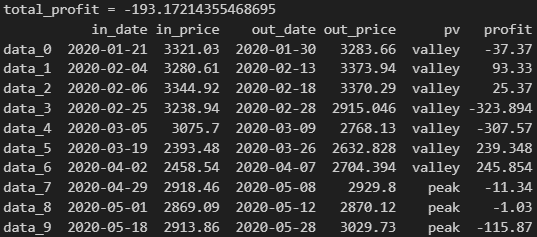 total_profit = -193.17214355468695
in_date in_price out_date out_price pv profit
data_0 2020-01-21 3321.03 2020-01-30 3283.66 valley -37.37
data_1 2020-02-04 3280.61 2020-02-13 3373.94 valley 93.33
data_2 2020-02-06 3344.92 2020-02-18 3370.29 valley 25.37
data_3 2020-02-25 3238.94 2020-02-28 2915.046 valley -323.894
data_4 2020-03-05 3075.7 2020-03-09 2768.13 valley -307.57
data_5 2020-03-19 2393.48 2020-03-26 2632.828 valley 239.348
data_6 2020-04-02 2458.54 2020-04-07 2704.394 valley 245.854
data_7 2020-04-29 2918.46 2020-05-08 2929.8 peak -11.34
data_8 2020-05-01 2869.09 2020-05-12 2870.12 peak -1.03
data_9 2020-05-18 2913.86 2020-05-28 3029.73 peak -115.87